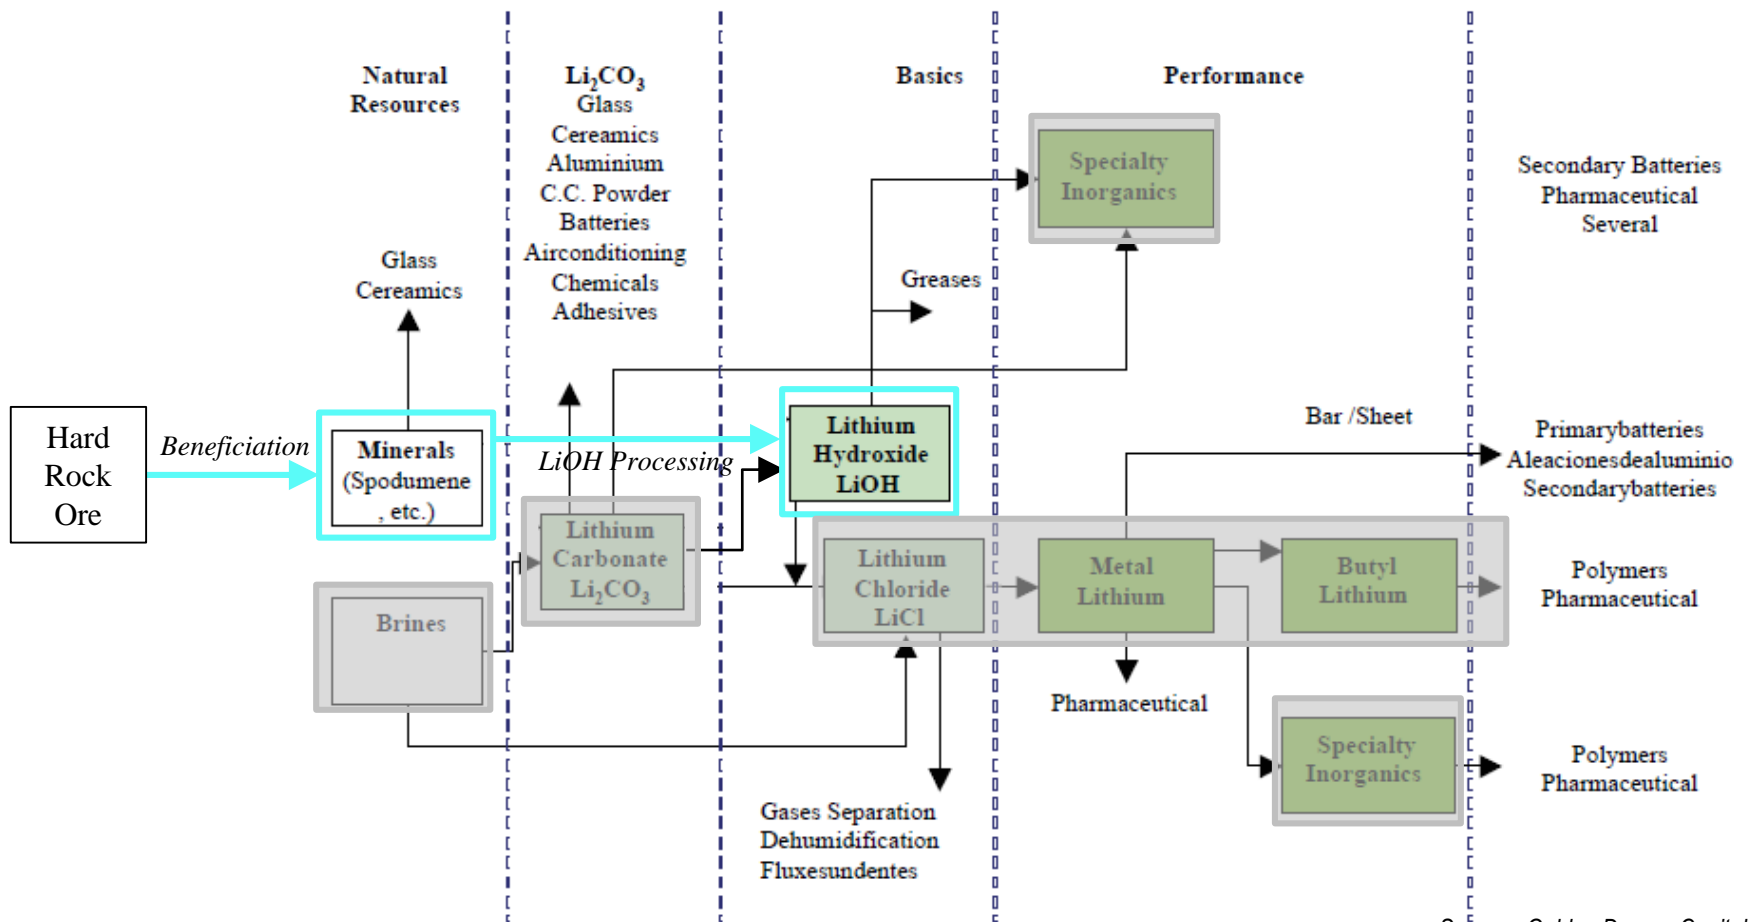 Natural
Resources
Li2CO3
Glass
Cereamics
Aluminium
C.C. Powder
Batteries
Airconditioning
Chemicals
Adhesives
Basics
Performance
Specialty
Inorganics
Secondary Batteries
Pharmaceutical
Several
Glass
Cereamics
Greases
Hard
Rock
Ore
Beneficiation
Minerals
(Spodumene
, etc.)
LiOH Processing
Lithium
Hydroxide
LiOH
Bar /Sheet
Primarybatteries
Aleacionesdealuminio
Secondarybatteries
Lithium
Carbonate
Li2CO3
Lithium
Chloride
LiCl
Metal
Lithium
Butyl
Lithium
Polymers
Pharmaceutical
Brines
Pharmaceutical
Specialty
Inorganics
Polymers
Pharmaceutical
Gases Separation
Dehumidification
Fluxesundentes